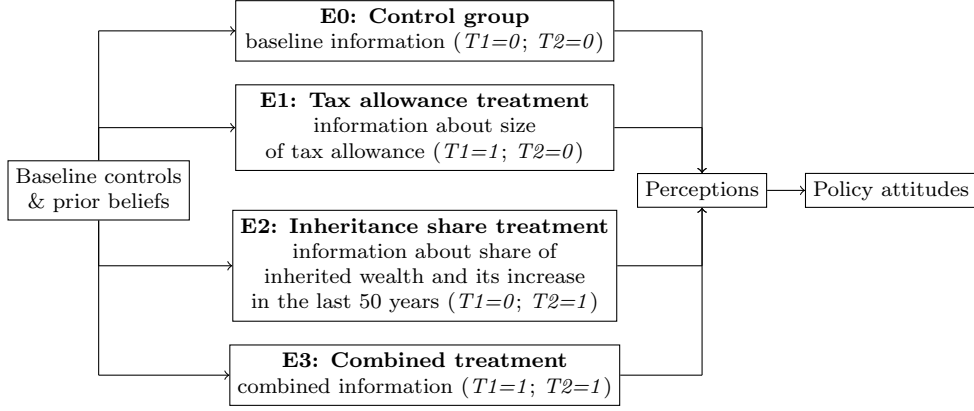 E0: Control group
baseline information (T1=0; T2=0)
E1: Tax allowance treatment
information about size
of tax allowance (T1=1; T2=0)
Baseline controls
& prior beliefs
Perceptions
Policy attitudes
E2: Inheritance share treatment
information about share of
inherited wealth and its increase
in the last 50 years (T1=0; T2=1)
E3: Combined treatment
combined information (T1=1; T2=1)